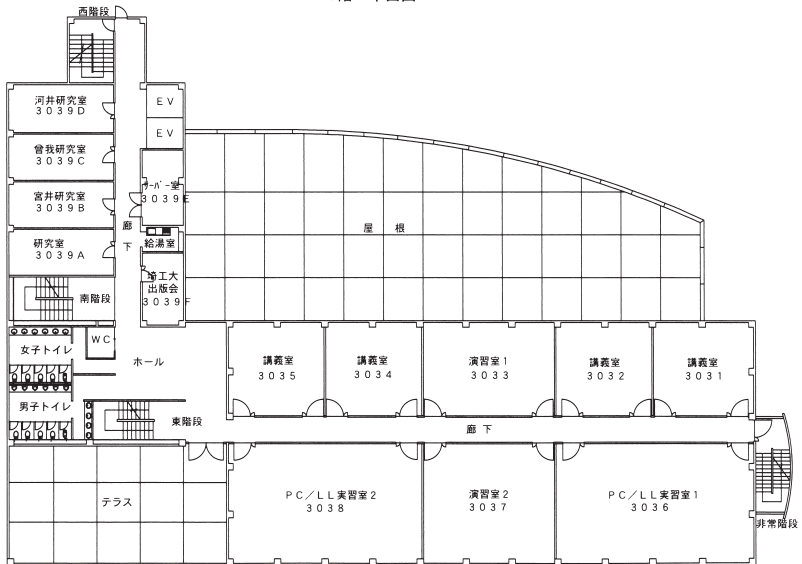 西階段
河井研究室
3039D
EV
曾我研究室
3039C
EV
宮井研究室
3039B
サーバー室
3039E
廊下
屋根
研究室
3039A
給湯室
埼工大
出版会
3039F
南階段
女子トイレ
WC
ホール
講義室
3035
講義室
3034
演習室1
3033
講義室
3032
講義室
3031
男子トイレ
東階段
廊下
テラス
PC/LL実習室2
3038
演習室2
3037
PC/LL実習室1
3036
非常階段